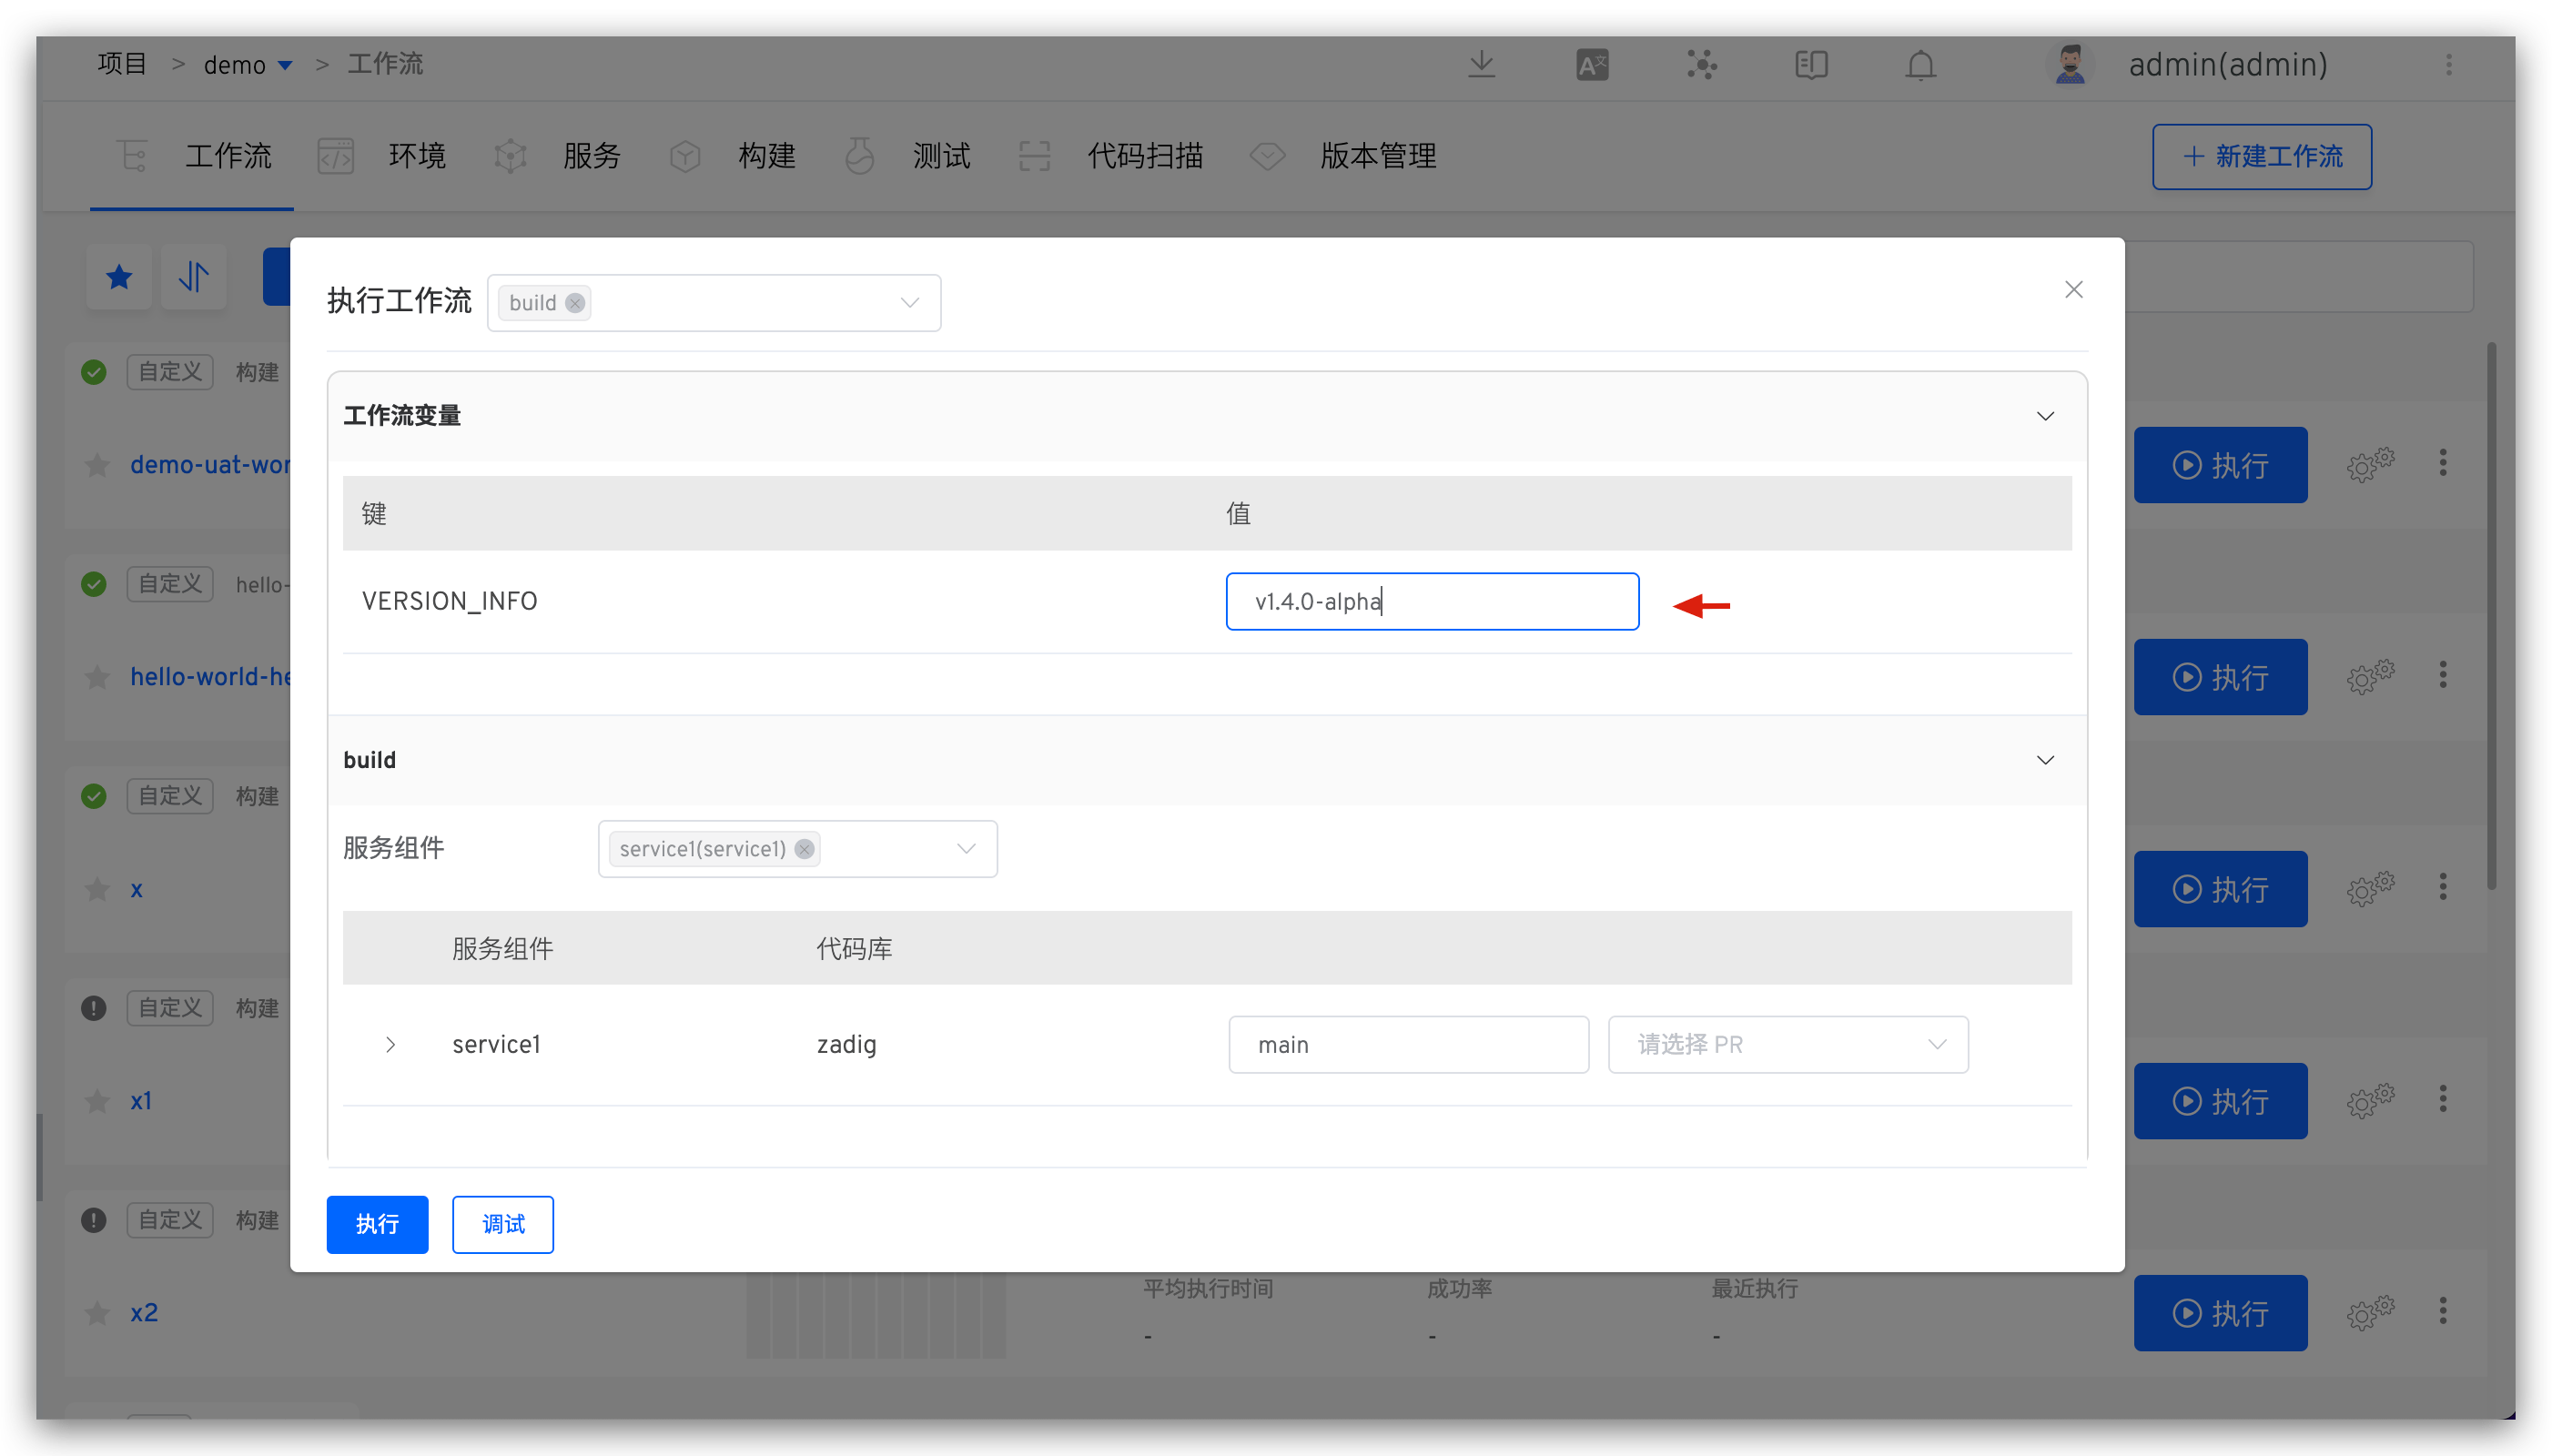 项目 > demo > 工作流
admin(admin)
工作流 环境 服务 构建 测试 代码扫描 版本管理
+ 新建工作流
执行工作流 build
工作流变量
键 值
VERSION_INFO v1.4.0-alpha
build
服务组件 service1(service1)
服务组件 代码库
service1 zadig main 请选择 PR
执行 调试
自定义 构建
demo-uat-wor
执行
自定义 hello-
hello-world-he
执行
自定义 构建
x
执行
自定义 构建
x1
执行
自定义 构建
x2
平均执行时间 成功率 最近执行
- - -
执行